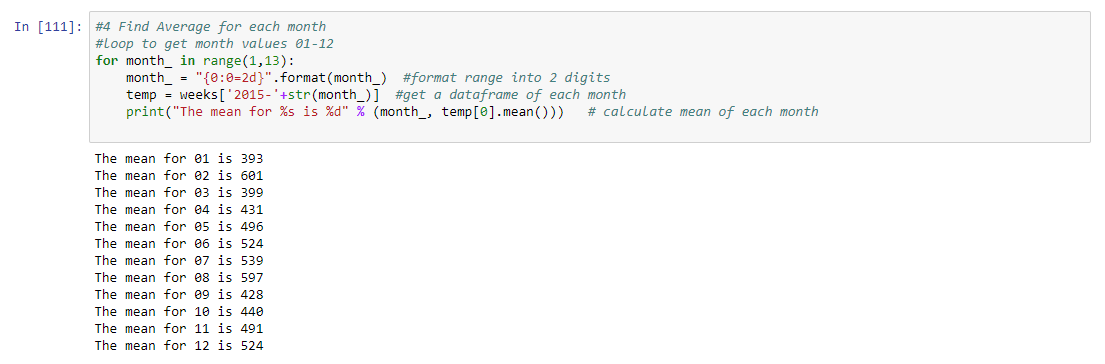 In [111]: #4 Find Average for each month
#loop to get month values 01-12
for month_ in range(1,13):
    month_ = "{0:0=2d}".format(month_)  #format range into 2 digits
    temp = weeks['2015-'+str(month_)]  #get a dataframe of each month
    print("The mean for %s is %d" % (month_, temp[0].mean()))   # calculate mean of each month
The mean for 01 is 393
The mean for 02 is 601
The mean for 03 is 399
The mean for 04 is 431
The mean for 05 is 496
The mean for 06 is 524
The mean for 07 is 539
The mean for 08 is 597
The mean for 09 is 428
The mean for 10 is 440
The mean for 11 is 491
The mean for 12 is 524